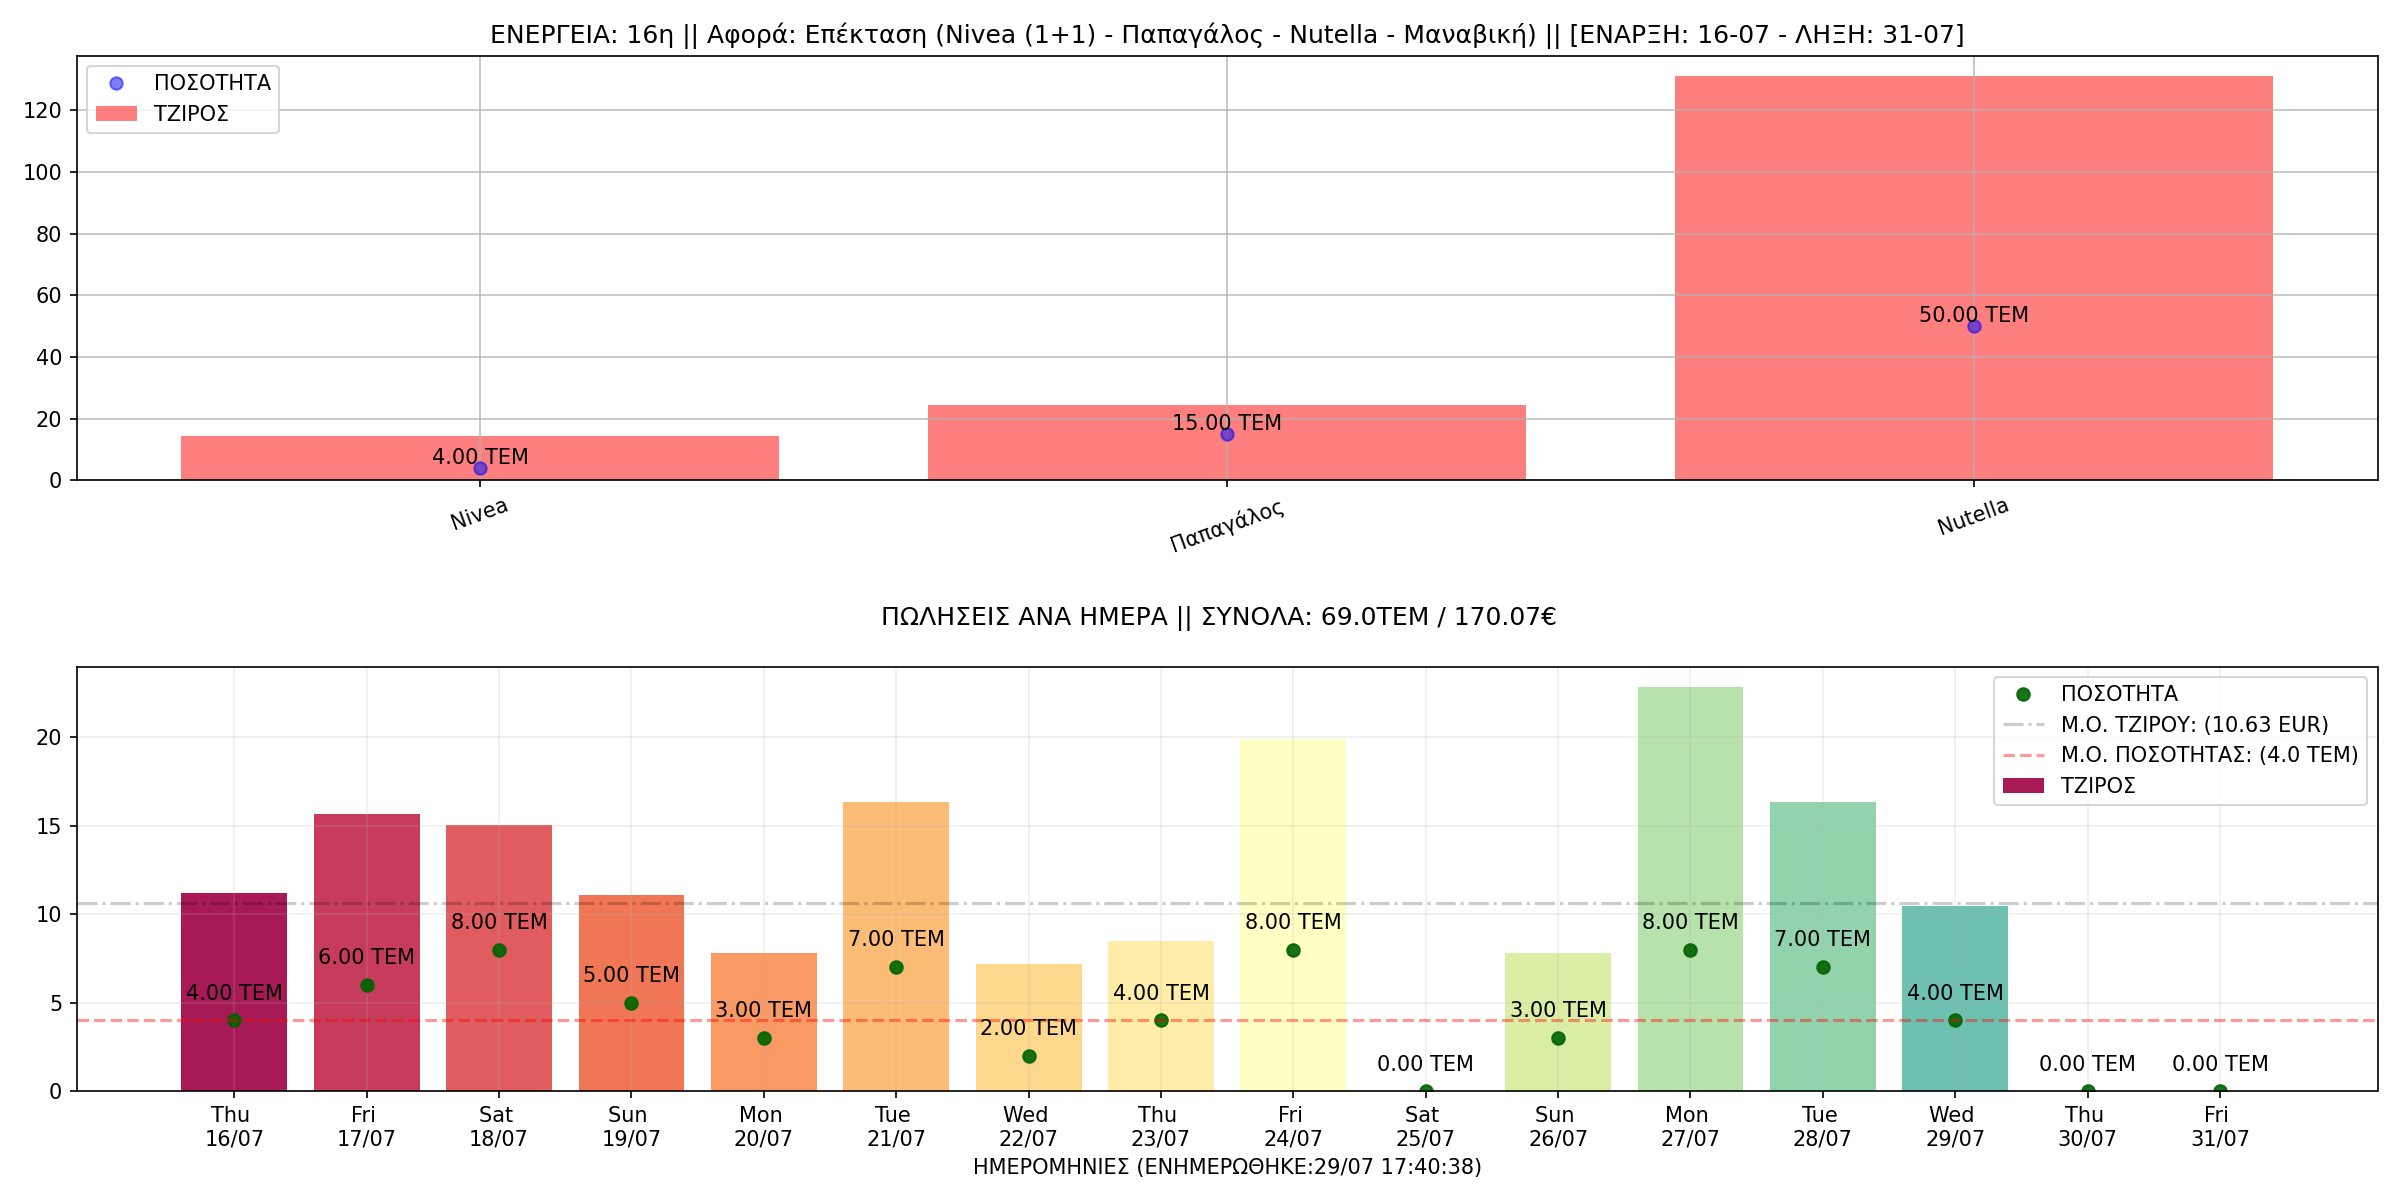 ΕΝΕΡΓΕΙΑ: 16η || Αφορά: Επέκταση (Nivea (1+1) - Παπαγάλος - Nutella - Μαναβική) || [ΕΝΑΡΞΗ: 16-07 - ΛΗΞΗ: 31-07]
ΠΟΣΟΤΗΤΑ
ΤΖΙΡΟΣ
120
100
80
60
40
20
0
50.00 TEM
15.00 TEM
4.00 TEM
Nivea
Παπαγάλος
Nutella
ΠΩΛΗΣΕΙΣ ΑΝΑ ΗΜΕΡΑ || ΣΥΝΟΛΑ: 69.0TEM / 170.07€
ΠΟΣΟΤΗΤΑ
Μ.Ο. ΤΖΙΡΟΥ: (10.63 EUR)
Μ.Ο. ΠΟΣΟΤΗΤΑΣ: (4.0 TEM)
ΤΖΙΡΟΣ
20
15
10
5
0
4.00 TEM
6.00 TEM
8.00 TEM
5.00 TEM
3.00 TEM
7.00 TEM
2.00 TEM
4.00 TEM
8.00 TEM
0.00 TEM
3.00 TEM
8.00 TEM
7.00 TEM
4.00 TEM
0.00 TEM
0.00 TEM
Thu
16/07
Fri
17/07
Sat
18/07
Sun
19/07
Mon
20/07
Tue
21/07
Wed
22/07
Thu
23/07
Fri
24/07
Sat
25/07
Sun
26/07
Mon
27/07
Tue
28/07
Wed
29/07
Thu
30/07
Fri
31/07
ΗΜΕΡΟΜΗΝΙΕΣ (ΕΝΗΜΕΡΩΘΗΚΕ:29/07 17:40:38)